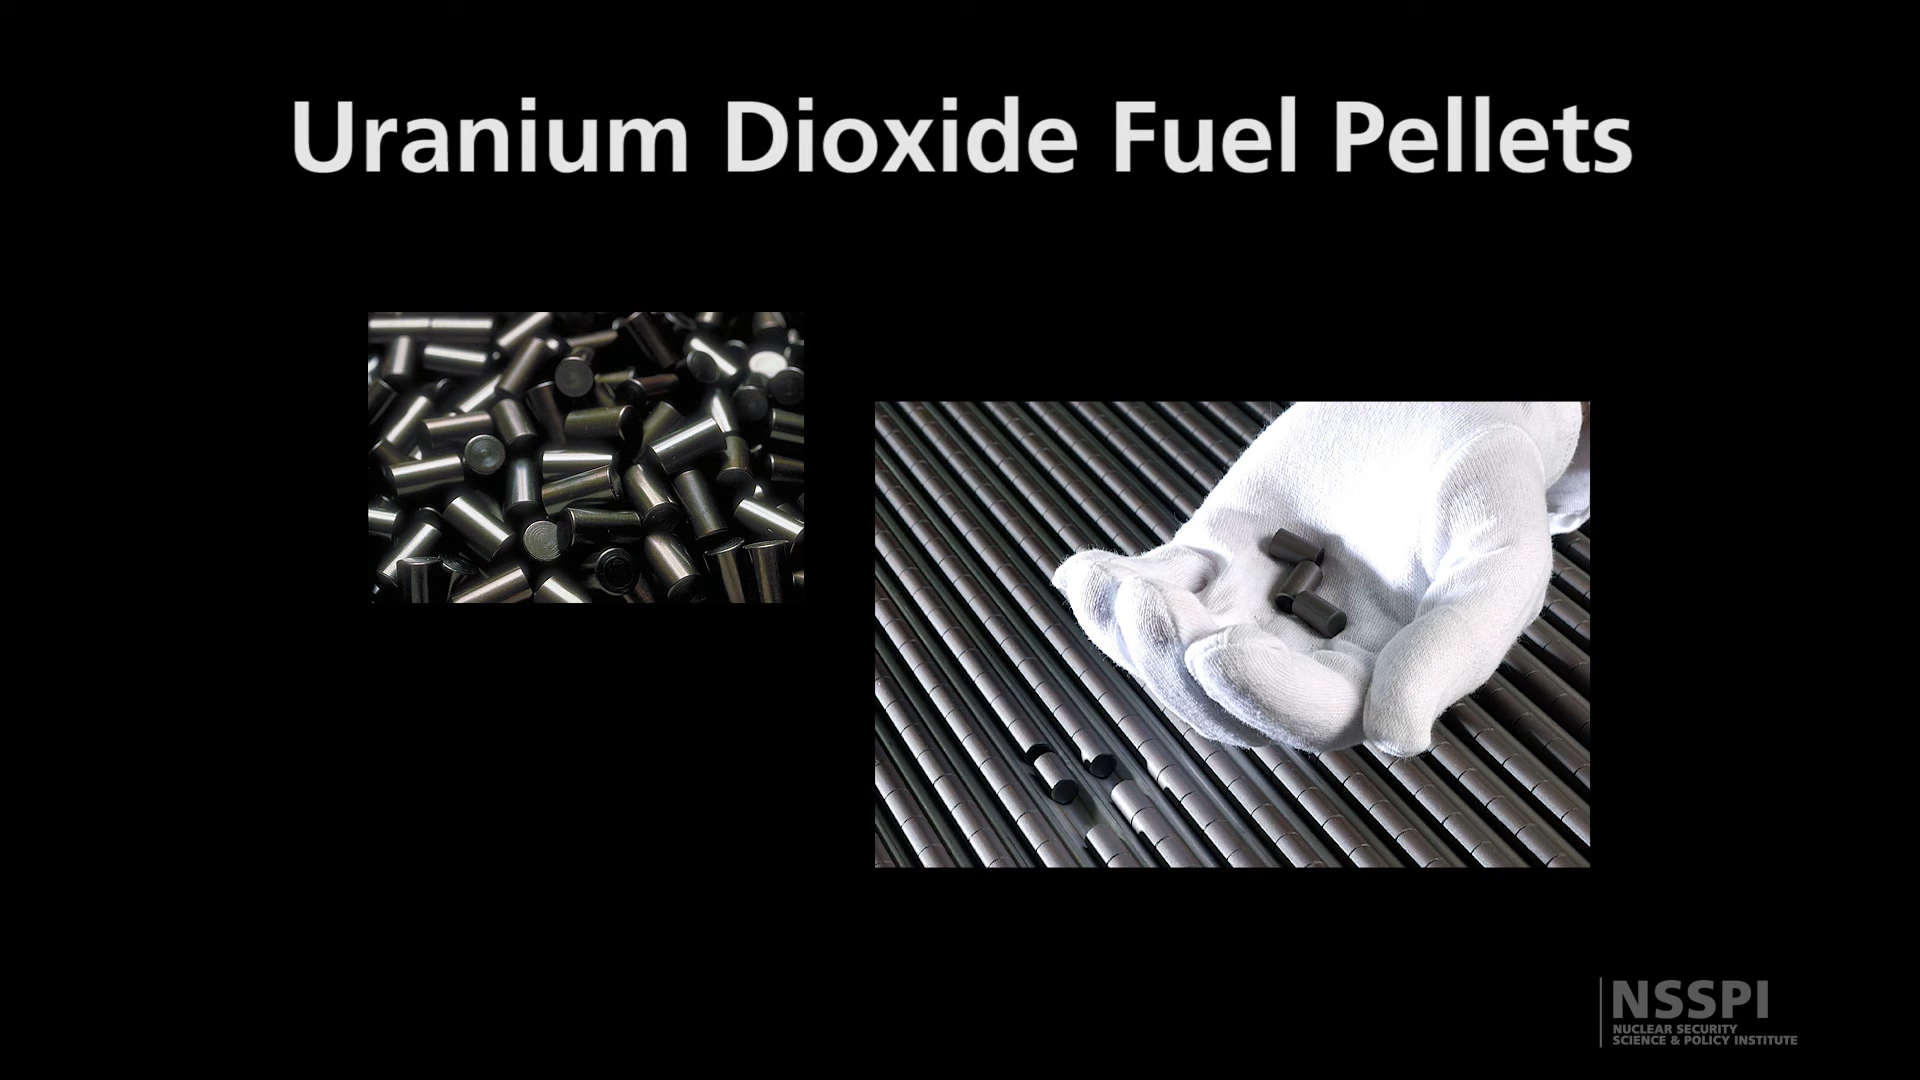 Uranium Dioxide Fuel Pellets
NSSPI
NUCLEAR SECURITY
SCIENCE & POLICY INSTITUTE